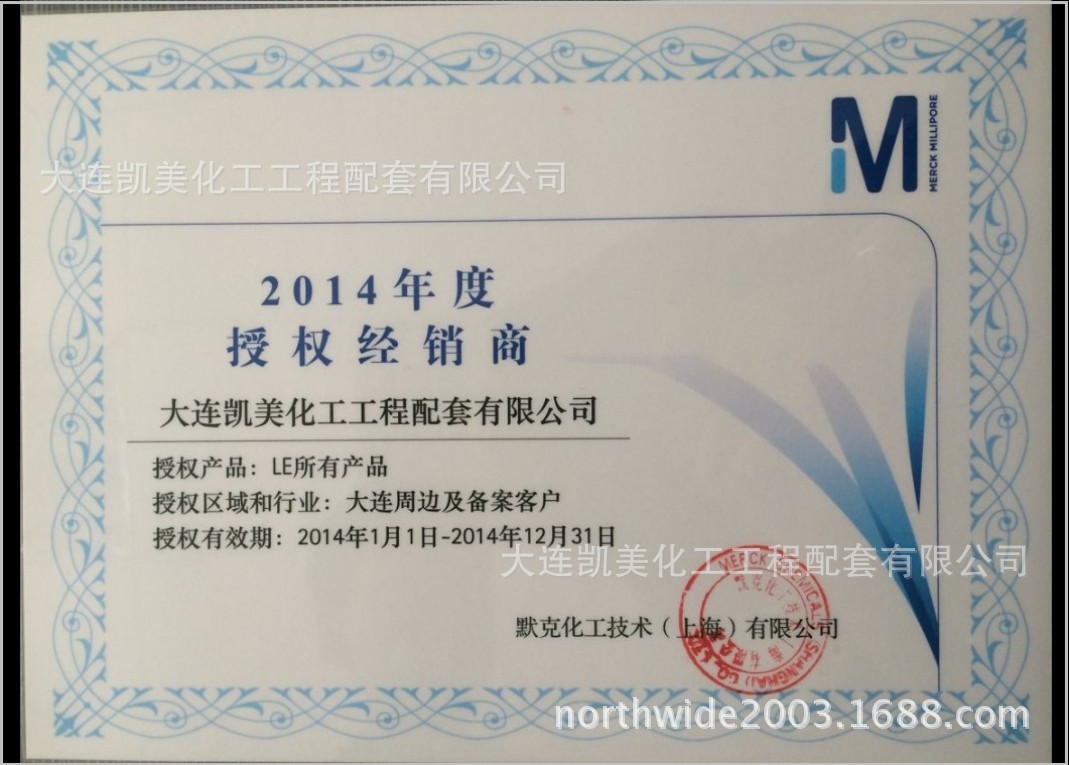 MERCK MILLIPORE
大连凯美化工工程配套有限公司
2014年度
授权经销商
大连凯美化工工程配套有限公司
授权产品：LE所有产品
授权区域和行业：大连周边及备案客户
授权有效期：2014年1月1日-2014年12月31日
大连凯美化工工程配套有限公司
默克化工技术（上海）有限公司
MERCK CHEMICALS (SHANGHAI) CO.,
northwide2003.1688.com